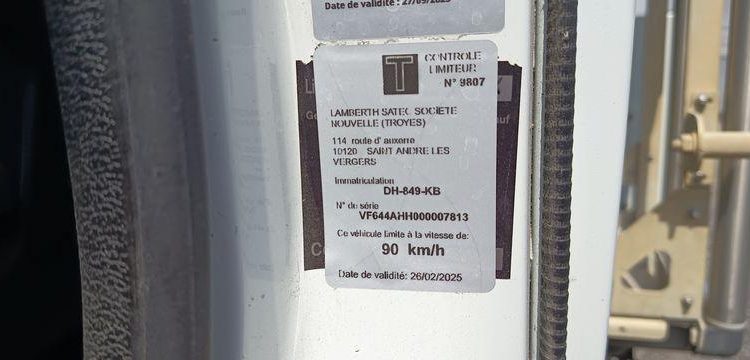 Date de validité : 27/09/2025
T CONTROLE
LIMITEUR
N° 9807
LAMBERTH SATEC SOCIETE
NOUVELLE (TROYES)
114 route d' auxerre
10120 SAINT ANDRE LES
VERGERS
Immatriculation
DH-849-KB
N° de série
VF644AHH000007813
Ce véhicule limité à la vitesse de:
90 km/h
Date de validité: 26/02/2025